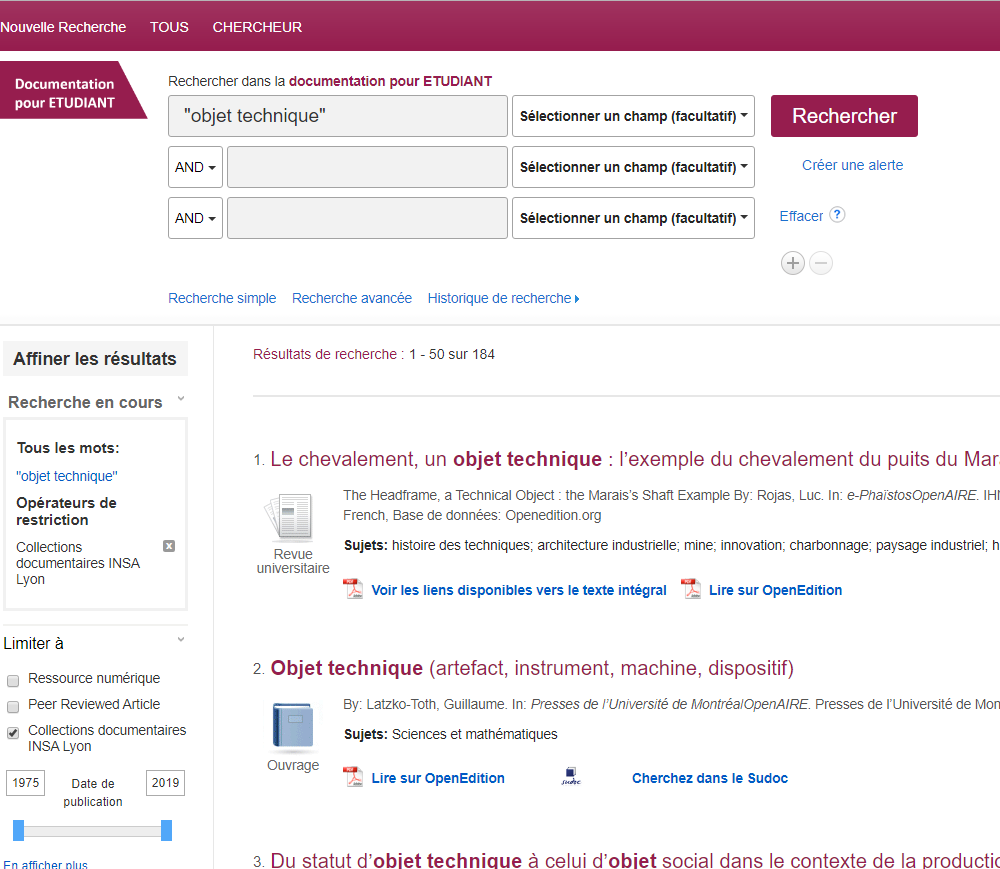 Nouvelle Recherche TOUS CHERCHEUR
Documentation
pour ETUDIANT
Rechercher dans la documentation pour ETUDIANT
"objet technique" Sélectionner un champ (facultatif) Rechercher
AND Sélectionner un champ (facultatif) Créer une alerte
AND Sélectionner un champ (facultatif) Effacer ?
Recherche simple Recherche avancée Historique de recherche
Affiner les résultats
Recherche en cours
Tous les mots:
"objet technique"
Opérateurs de
restriction
Collections
documentaires INSA
Lyon
Limiter à
Ressource numérique
Peer Reviewed Article
Collections documentaires
INSA Lyon
1975 Date de publication 2019
En afficher plus
Résultats de recherche : 1 - 50 sur 184
1. Le chevalement, un objet technique : l’exemple du chevalement du puits du Mar
The Headframe, a Technical Object : the Marais’s Shaft Example By: Rojas, Luc. In: e-PhaïstosOpenAIRE. IHN
French, Base de données: Openedition.org
Revue
universitaire
Sujets: histoire des techniques; architecture industrielle; mine; innovation; charbonnage; paysage industriel; h
Voir les liens disponibles vers le texte intégral Lire sur OpenEdition
2. Objet technique (artefact, instrument, machine, dispositif)
By: Latzko-Toth, Guillaume. In: Presses de l’Université de MontréalOpenAIRE. Presses de l’Université de Mon
Ouvrage
Sujets: Sciences et mathématiques
Lire sur OpenEdition sudoc Cherchez dans le Sudoc
3. Du statut d’objet technique à celui d’objet social dans le contexte de la productio